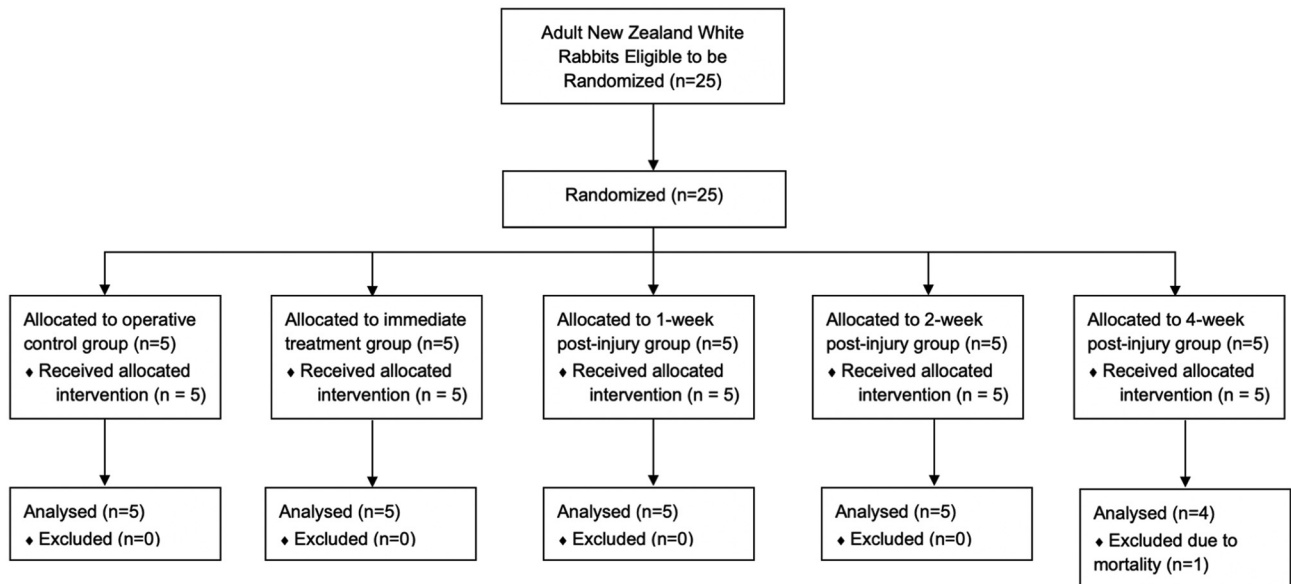 Adult New Zealand White
Rabbits Eligible to be
Randomized (n=25)
Randomized (n=25)
Allocated to operative
control group (n=5)
♦ Received allocated
intervention (n = 5)
Allocated to immediate
treatment group (n=5)
♦ Received allocated
intervention (n = 5)
Allocated to 1-week
post-injury group (n=5)
♦ Received allocated
intervention (n = 5)
Allocated to 2-week
post-injury group (n=5)
♦ Received allocated
intervention (n = 5)
Allocated to 4-week
post-injury group (n=5)
♦ Received allocated
intervention (n = 5)
Analysed (n=5)
♦ Excluded (n=0)
Analysed (n=5)
♦ Excluded (n=0)
Analysed (n=5)
♦ Excluded (n=0)
Analysed (n=5)
♦ Excluded (n=0)
Analysed (n=4)
♦ Excluded due to
mortality (n=1)